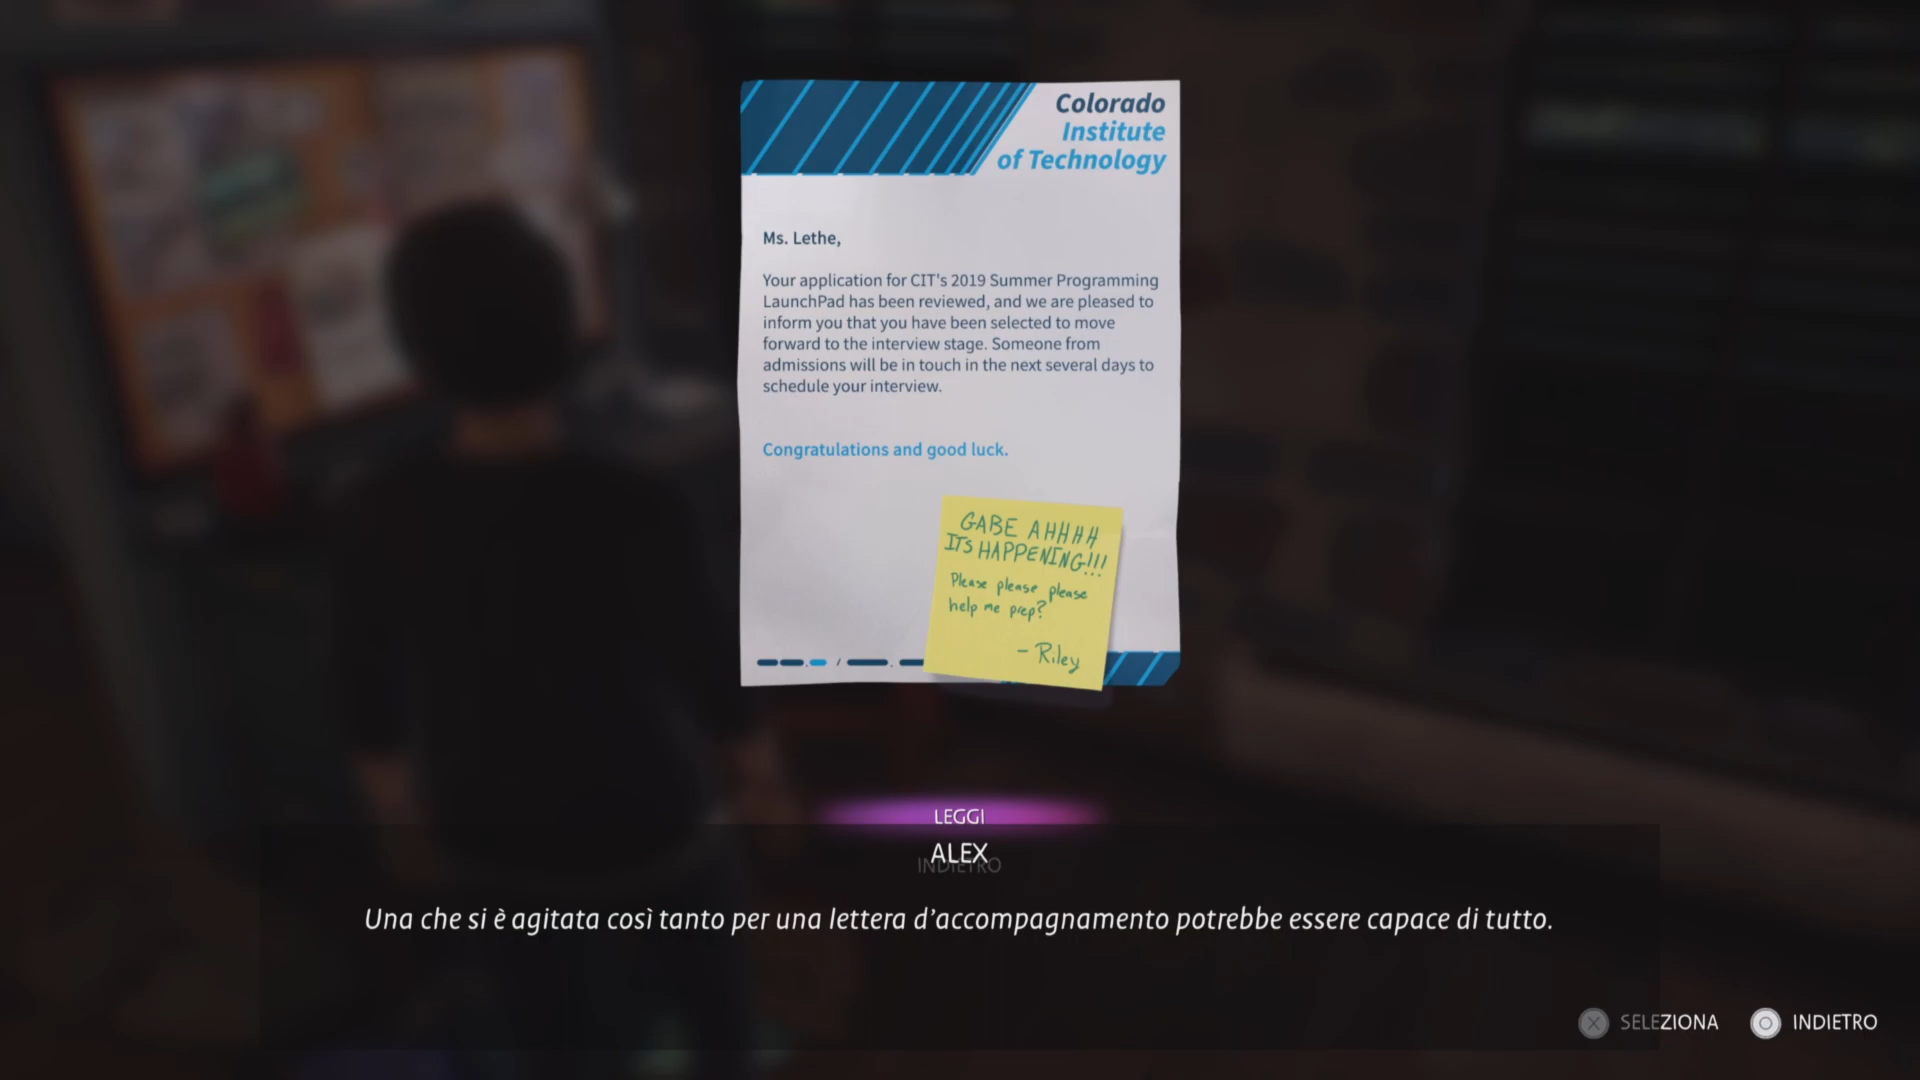 Colorado
Institute
of Technology
Ms. Lethe,
Your application for CIT's 2019 Summer Programming
LaunchPad has been reviewed, and we are pleased to
inform you that you have been selected to move
forward to the interview stage. Someone from
admissions will be in touch in the next several days to
schedule your interview.
Congratulations and good luck.
GABE AHHHH
ITS HAPPENING!!!
Please please please
help me prep?
- Riley
LEGGI
ALEX
INDIETRO
Una che si è agitata così tanto per una lettera d'accompagnamento potrebbe essere capace di tutto.
SELEZIONA
INDIETRO